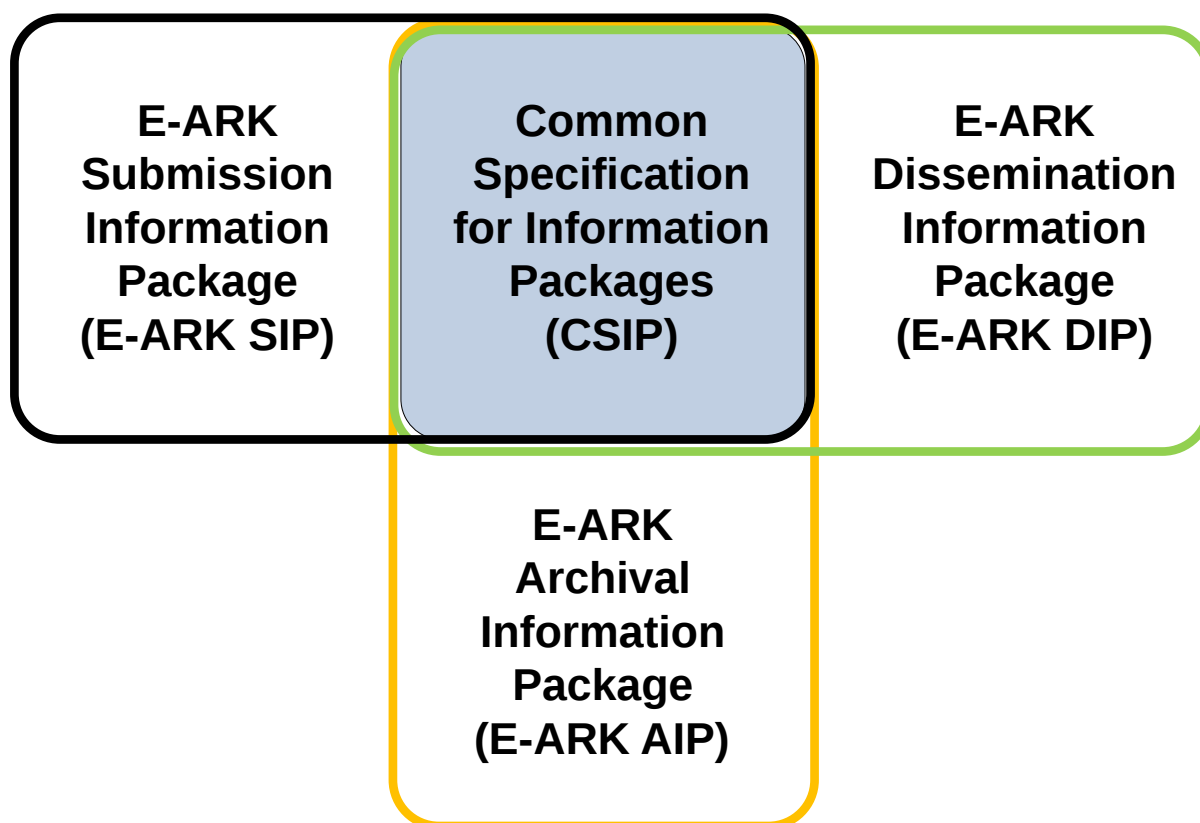 E-ARK
Submission
Information
Package
(E-ARK SIP)
Common
Specification
for Information
Packages
(CSIP)
E-ARK
Dissemination
Information
Package
(E-ARK DIP)
E-ARK
Archival
Information
Package
(E-ARK AIP)